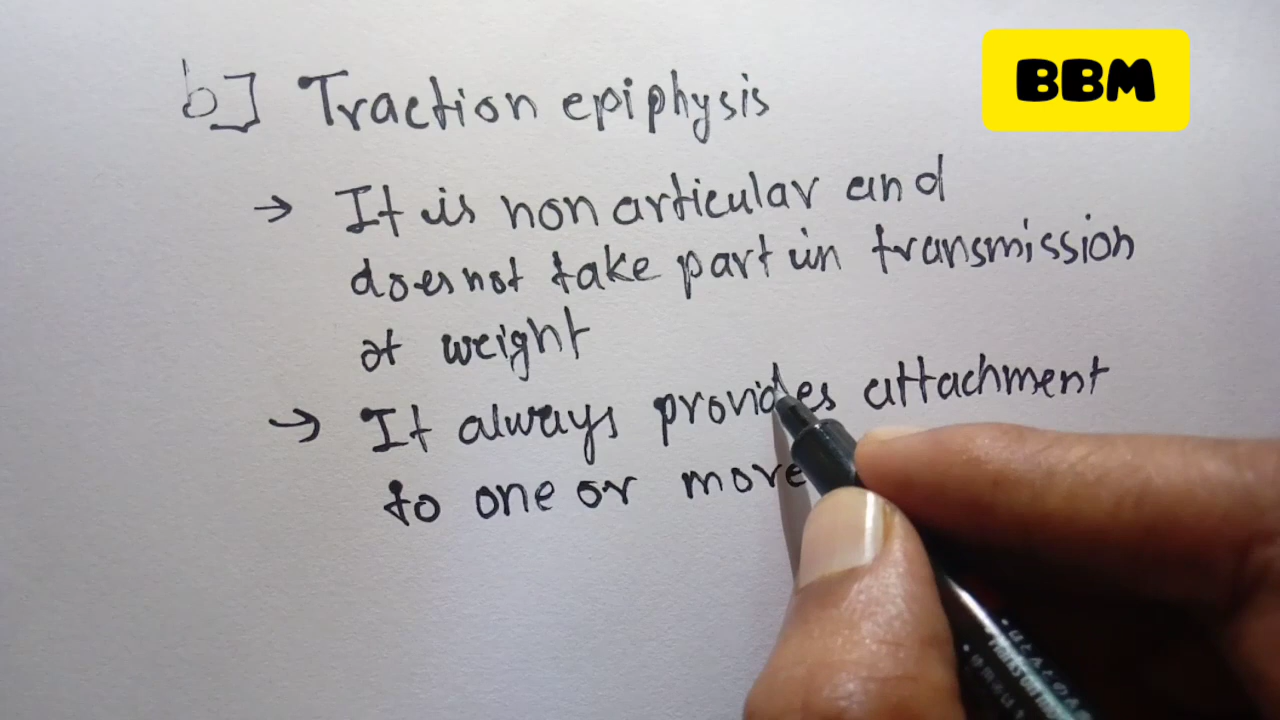 BBM
b] Traction epiphysis
→ It is non articular and
does not take part in transmission
of weight
→ It always provides attachment
to one or more